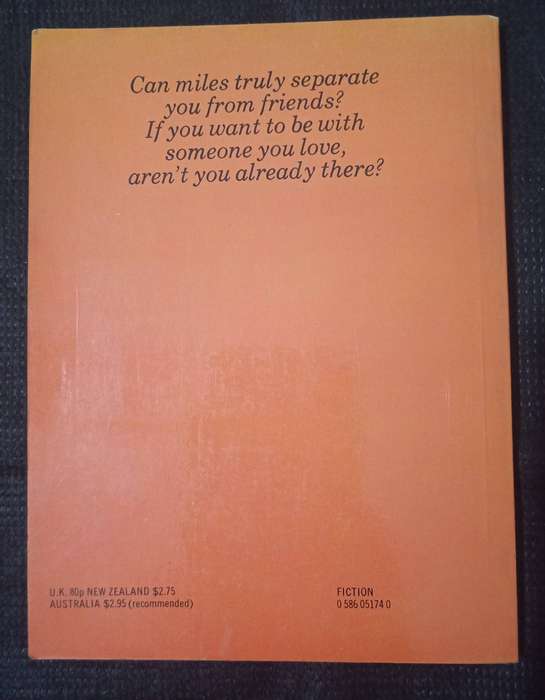 Can miles truly separate
you from friends?
If you want to be with
someone you love,
aren't you already there?
U.K. 80p NEW ZEALAND $2.75
AUSTRALIA $2.95 (recommended)
FICTION
0 586 05174 0